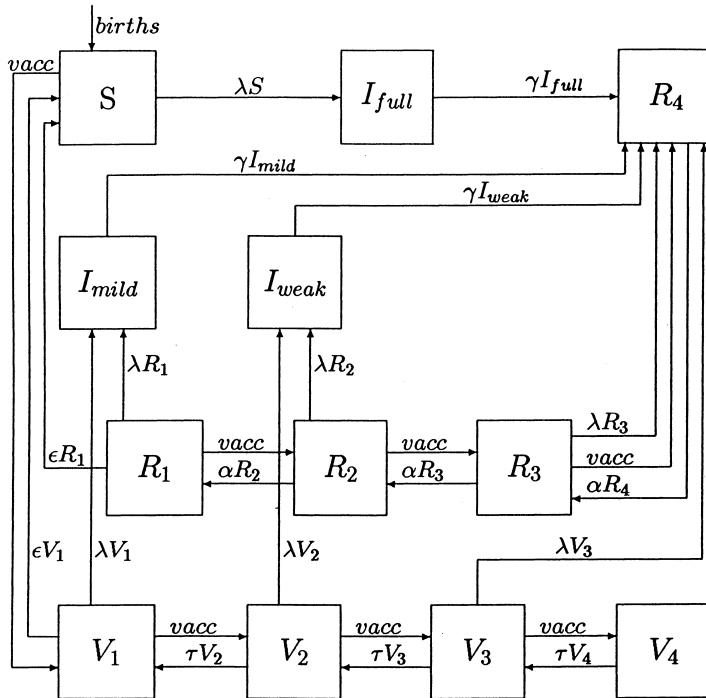 births
vacc
S
λS
I_full
γI_full
R_4
γI_mild
γI_weak
I_mild
I_weak
λR_1
λR_2
λR_3
ϵR_1
R_1
vacc
αR_2
R_2
vacc
αR_3
R_3
vacc
αR_4
ϵV_1
λV_1
λV_2
λV_3
V_1
vacc
τV_2
V_2
vacc
τV_3
V_3
vacc
τV_4
V_4